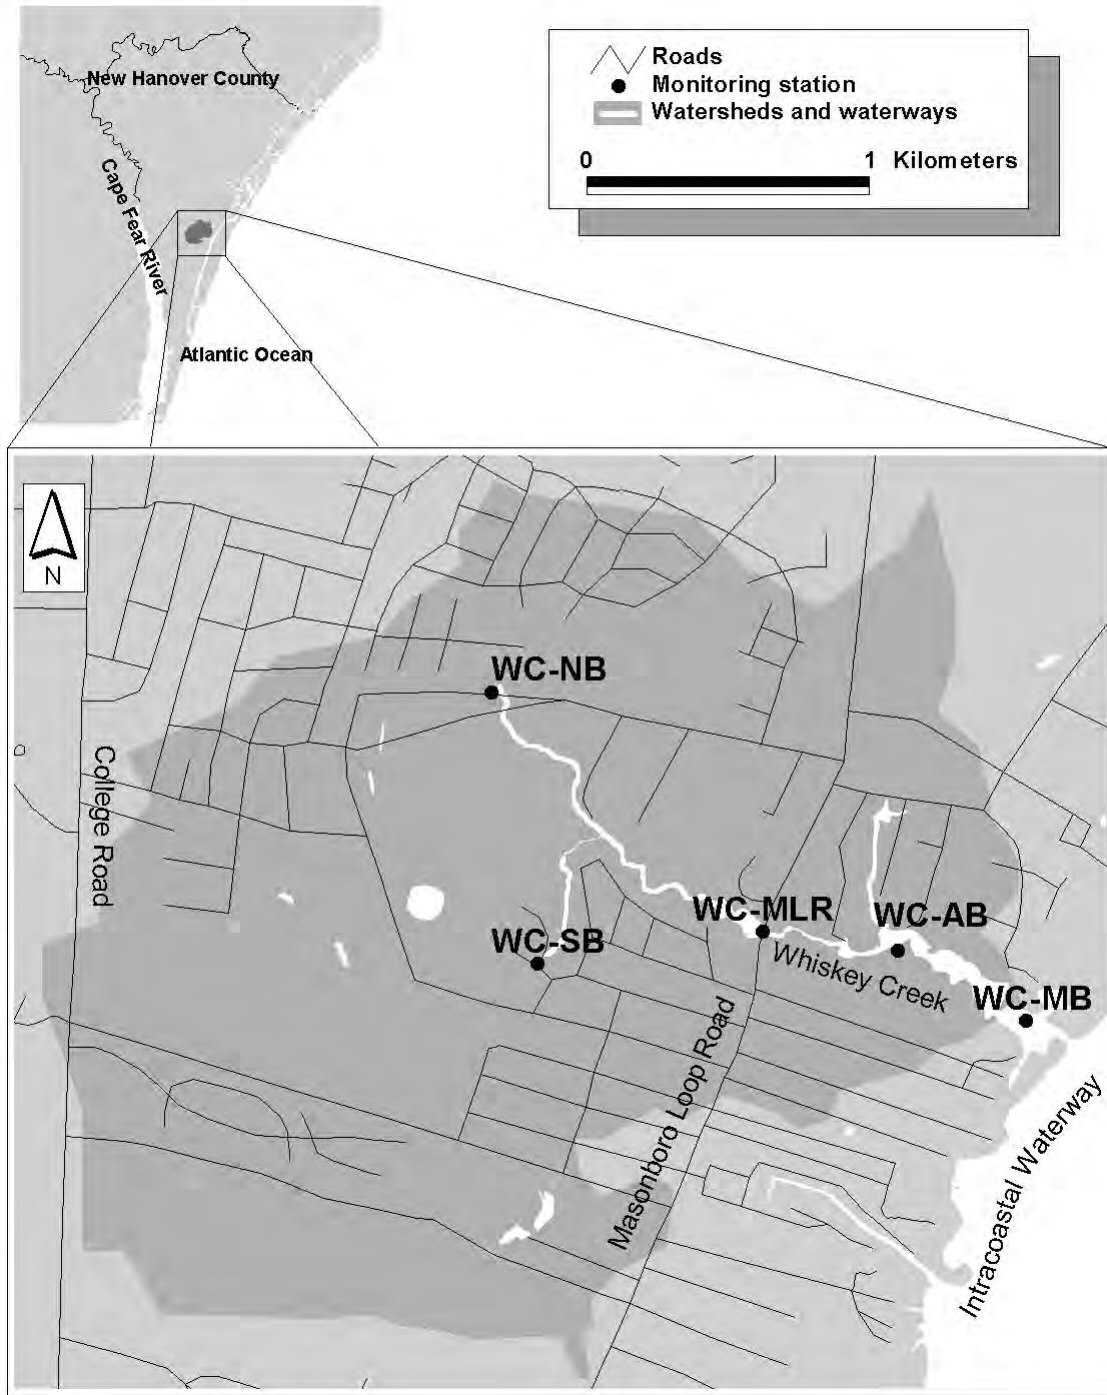 New Hanover County
Cape Fear River
Atlantic Ocean
Roads
Monitoring station
Watersheds and waterways
0 1 Kilometers
N
WC-NB
College Road
WC-SB
WC-MLR
WC-AB
Whiskey Creek
WC-MB
Masonboro Loop Road
Intracoastal Waterway